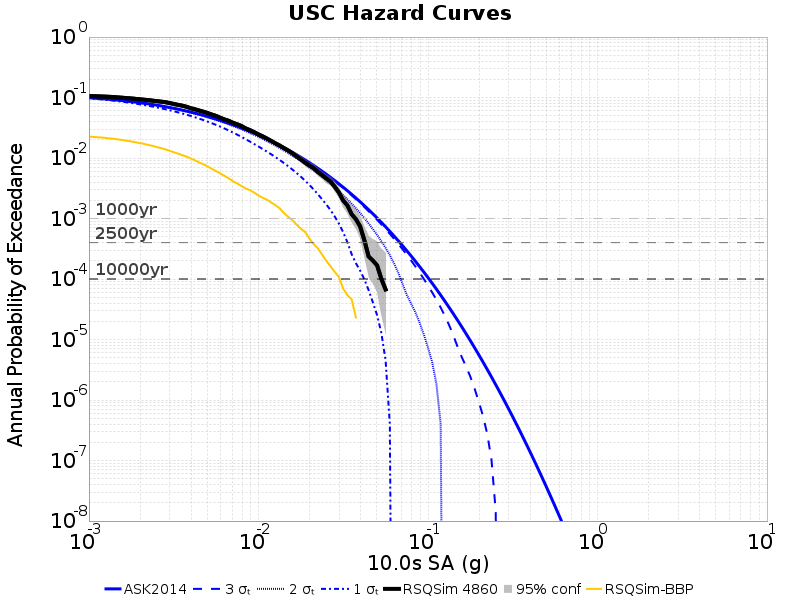 USC Hazard Curves
Annual Probability of Exceedance
10^0
10^-1
10^-2
10^-3
10^-4
10^-5
10^-6
10^-7
10^-8
1000yr
2500yr
10000yr
10^-3 10^-2 10^-1 10^0 10^1
10.0s SA (g)
ASK2014 3 σₜ 2 σₜ 1 σₜ RSQSim 4860 95% conf RSQSim-BBP